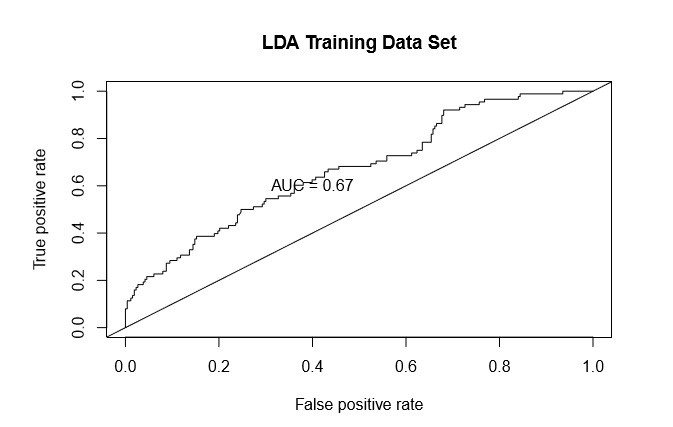 LDA Training Data Set
True positive rate
1.0
0.8
0.6
0.4
0.2
0.0
AUC = 0.67
0.0 0.2 0.4 0.6 0.8 1.0
False positive rate